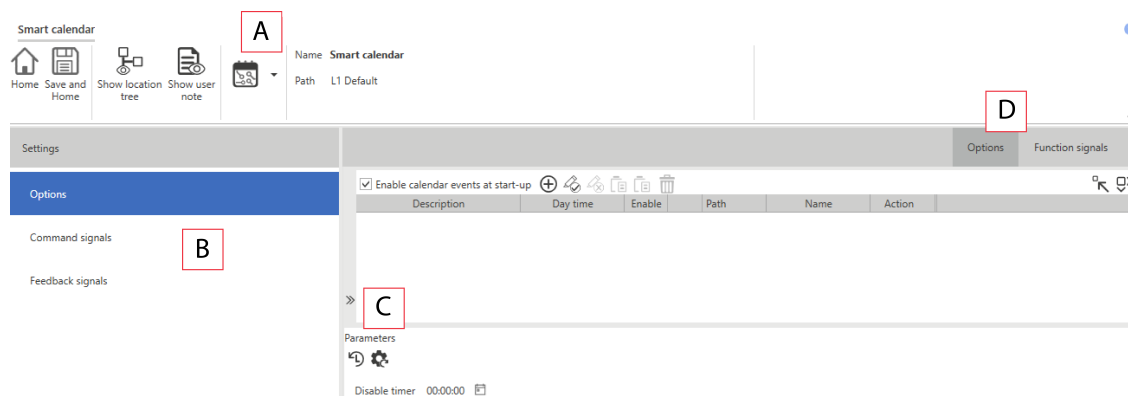 Smart calendar
A
Home
Save and
Home
Show location
tree
Show user
note
Name Smart calendar
Path L1 Default
D
Settings
Options Function signals
Options
Command signals
B
Feedback signals
Enable calendar events at start-up
Description Day time Enable Path Name Action
C
Parameters
Disable timer 00:00:00